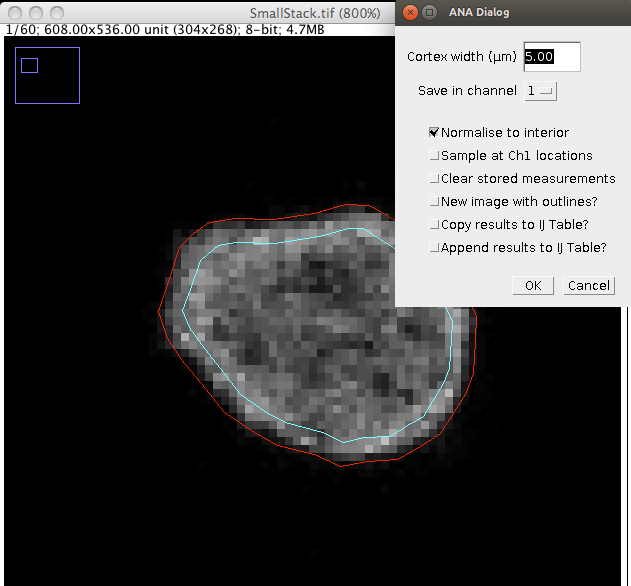 SmallStack.tif (800%)
1/60; 608.00x536.00 unit (304x268); 8-bit; 4.7MB
ANA Dialog
Cortex width (µm) 5.00
Save in channel 1
Normalise to interior
Sample at Ch1 locations
Clear stored measurements
New image with outlines?
Copy results to IJ Table?
Append results to IJ Table?
OK Cancel